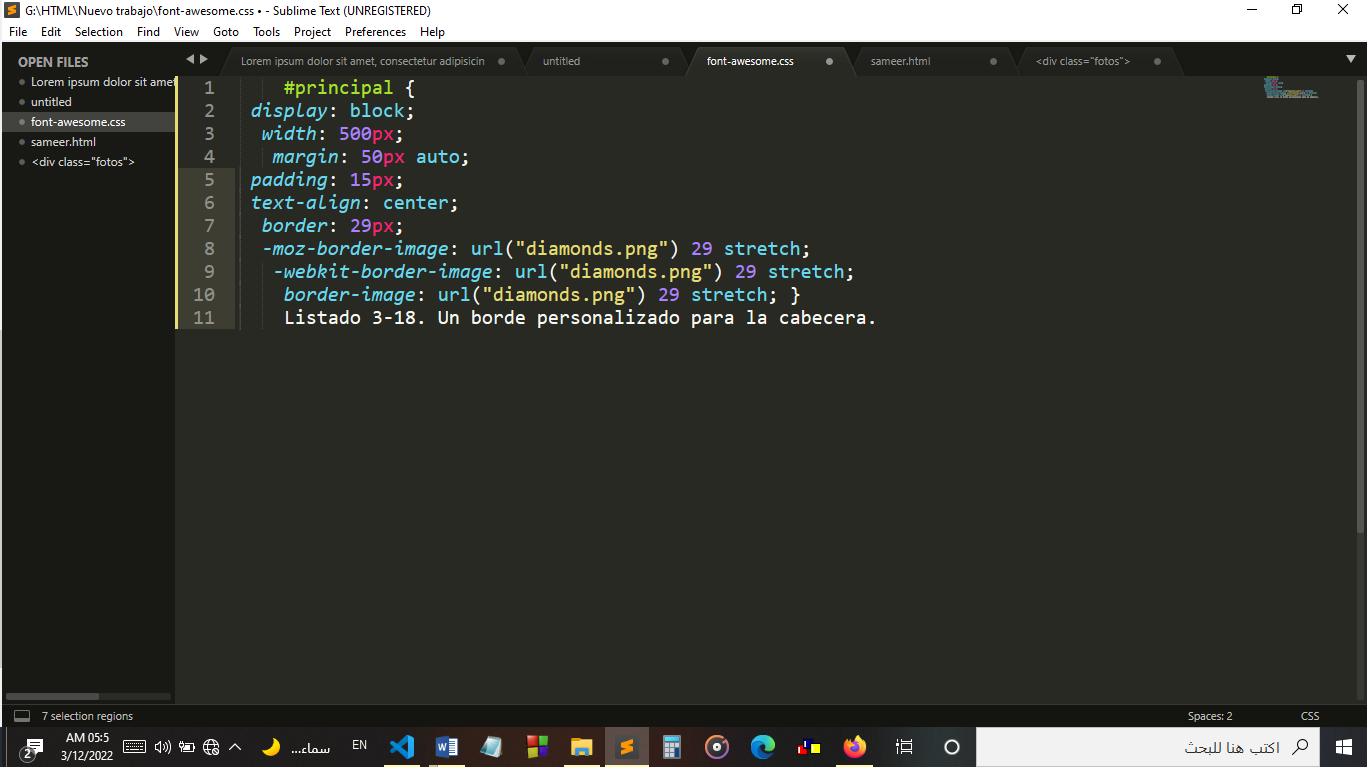 G:\HTML\Nuevo trabajo\font-awesome.css • - Sublime Text (UNREGISTERED)
File Edit Selection Find View Goto Tools Project Preferences Help
OPEN FILES
Lorem ipsum dolor sit amet
untitled
font-awesome.css
sameer.html
<div class="fotos">
Lorem ipsum dolor sit amet, consectetur adipisicin
untitled
font-awesome.css
sameer.html
<div class="fotos">
1 #principal {
2 display: block;
3 width: 500px;
4 margin: 50px auto;
5 padding: 15px;
6 text-align: center;
7 border: 29px;
8 -moz-border-image: url("diamonds.png") 29 stretch;
9 -webkit-border-image: url("diamonds.png") 29 stretch;
10 border-image: url("diamonds.png") 29 stretch; }
11 Listado 3-18. Un borde personalizado para la cabecera.
7 selection regions
Spaces: 2
CSS
2
AM 05:5
3/12/2022
سماء...
EN
اكتب هنا للبحث